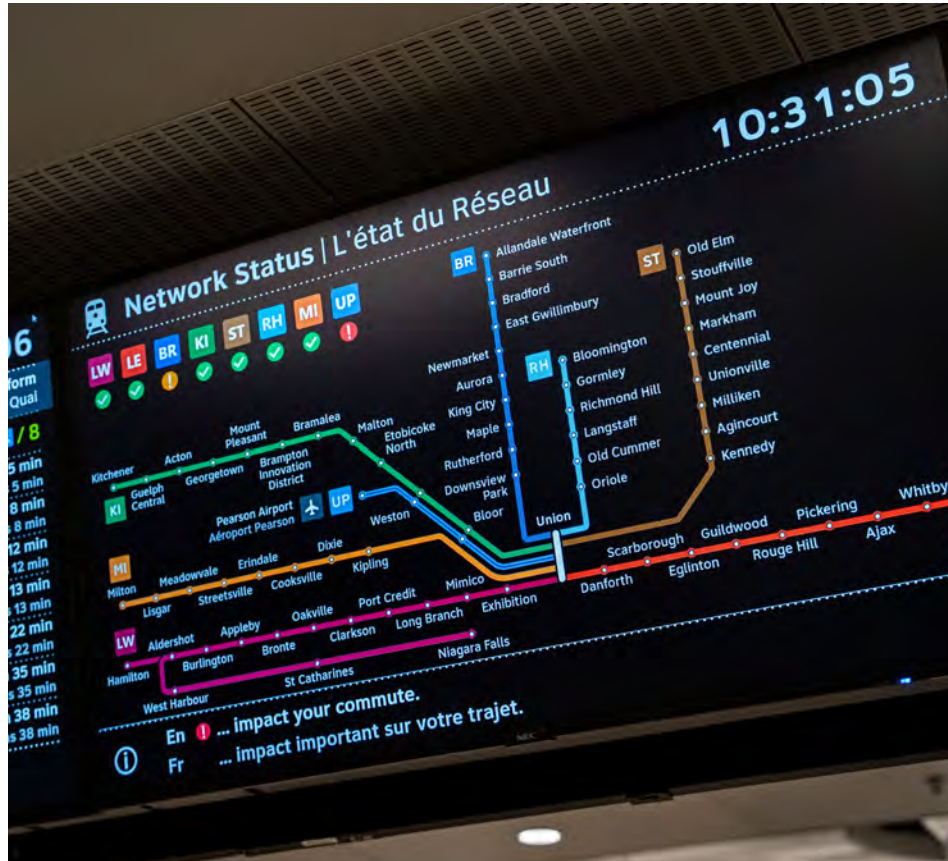 10:31:05
Network Status | L'état du Réseau
LW LE BR KI ST RH MI UP
06
form
Quai
/ 8
5 min
5 min
8 min
s 8 min
12 min
12 min
13 min
s 13 min
22 min
s 22 min
35 min
s 35 min
38 min
s 38 min
BR
Allandale Waterfront
Barrie South
Bradford
East Gwillimbury
Newmarket
Aurora
King City
Maple
Rutherford
Downsview
Park
RH
Bloomington
Gormley
Richmond Hill
Langstaff
Old Cummer
Oriole
ST
Old Elm
Stouffville
Mount Joy
Markham
Centennial
Unionville
Milliken
Agincourt
Kennedy
KI
Kitchener
Guelph
Central
Acton
Georgetown
Mount
Pleasant
Brampton
Innovation
District
Bramalea
Malton
Etobicoke
North
Weston
Bloor
Pearson Airport
Aéroport Pearson
UP
Union
MI
Milton
Lisgar
Meadowvale
Streetsville
Erindale
Cooksville
Dixie
Kipling
LW
Hamilton
Aldershot
Burlington
Appleby
Bronte
Oakville
Clarkson
Port Credit
Long Branch
Mimico
Exhibition
West Harbour
St Catharines
Niagara Falls
Danforth
Scarborough
Eglinton
Guildwood
Rouge Hill
Pickering
Ajax
Whitby
En ! ... impact your commute.
Fr ... impact important sur votre trajet.
NEC